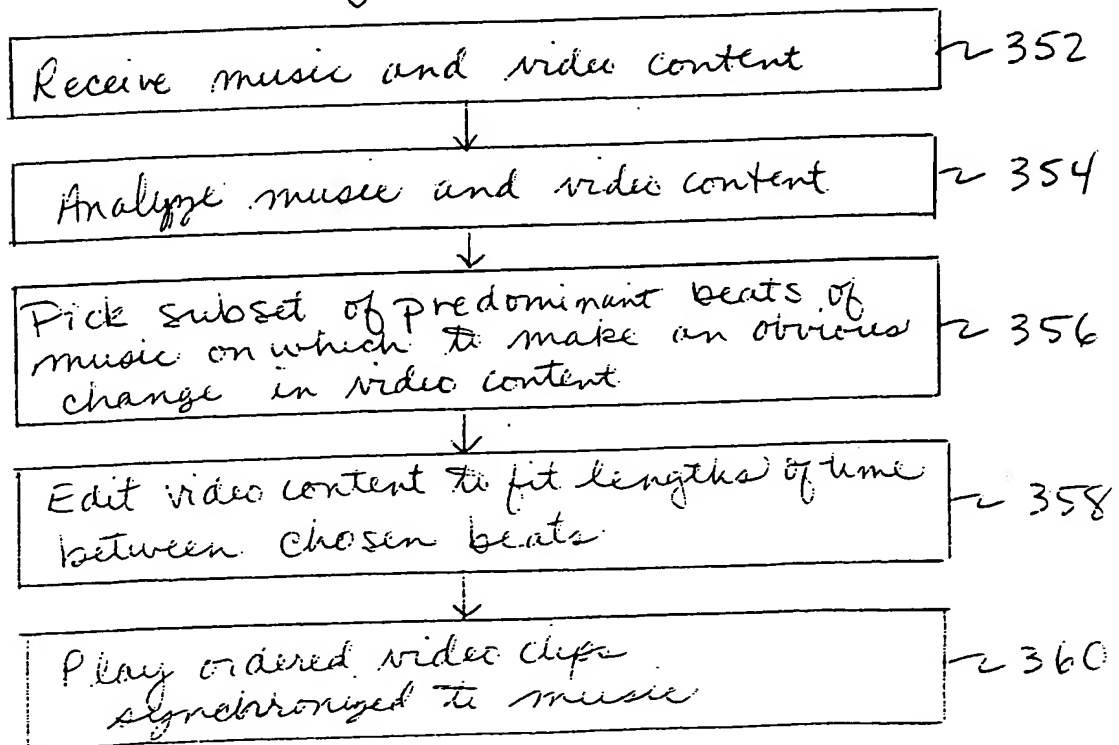 Receive music and video content
352
Analyze music and video content
354
Pick subset of predominant beats of
music on which to make an obvious
change in video content
356
Edit video content to fit lengths of time
between chosen beats
358
Play ordered video clips
synchronized to music
360